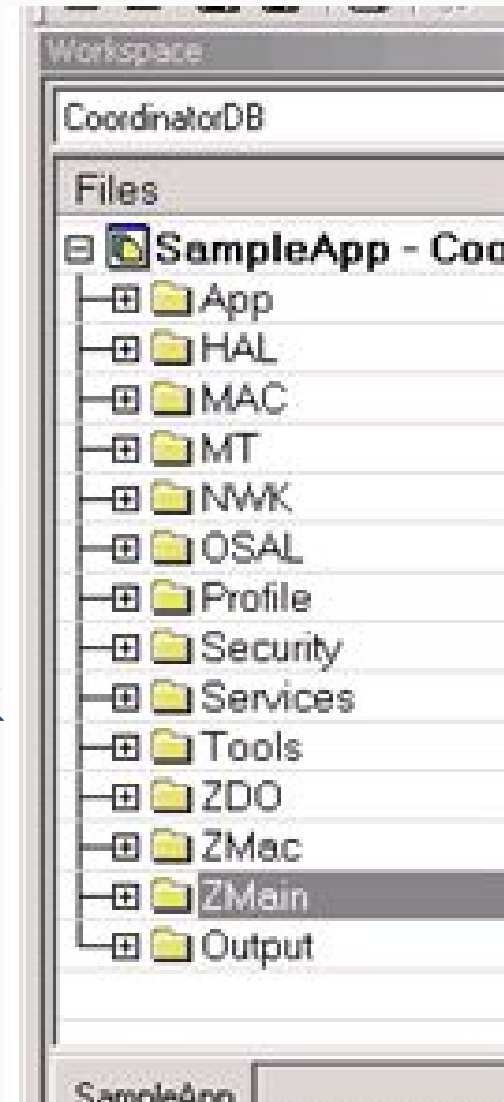 Workspace
CoordinatorDB
Files
SampleApp - Coo
App
HAL
MAC
MT
NWK
OSAL
Profile
Security
Services
Tools
ZDO
ZMac
ZMain
Output
SampleApp